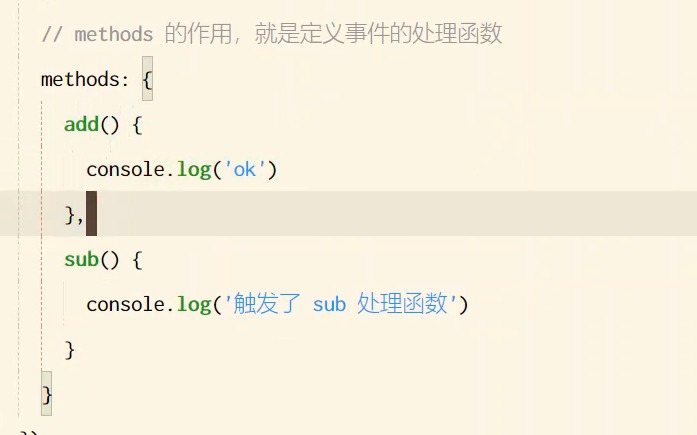 // methods 的作用，就是定义事件的处理函数
methods: {
add() {
console.log('ok')
},
sub() {
console.log('触发了 sub 处理函数')
}
}
})